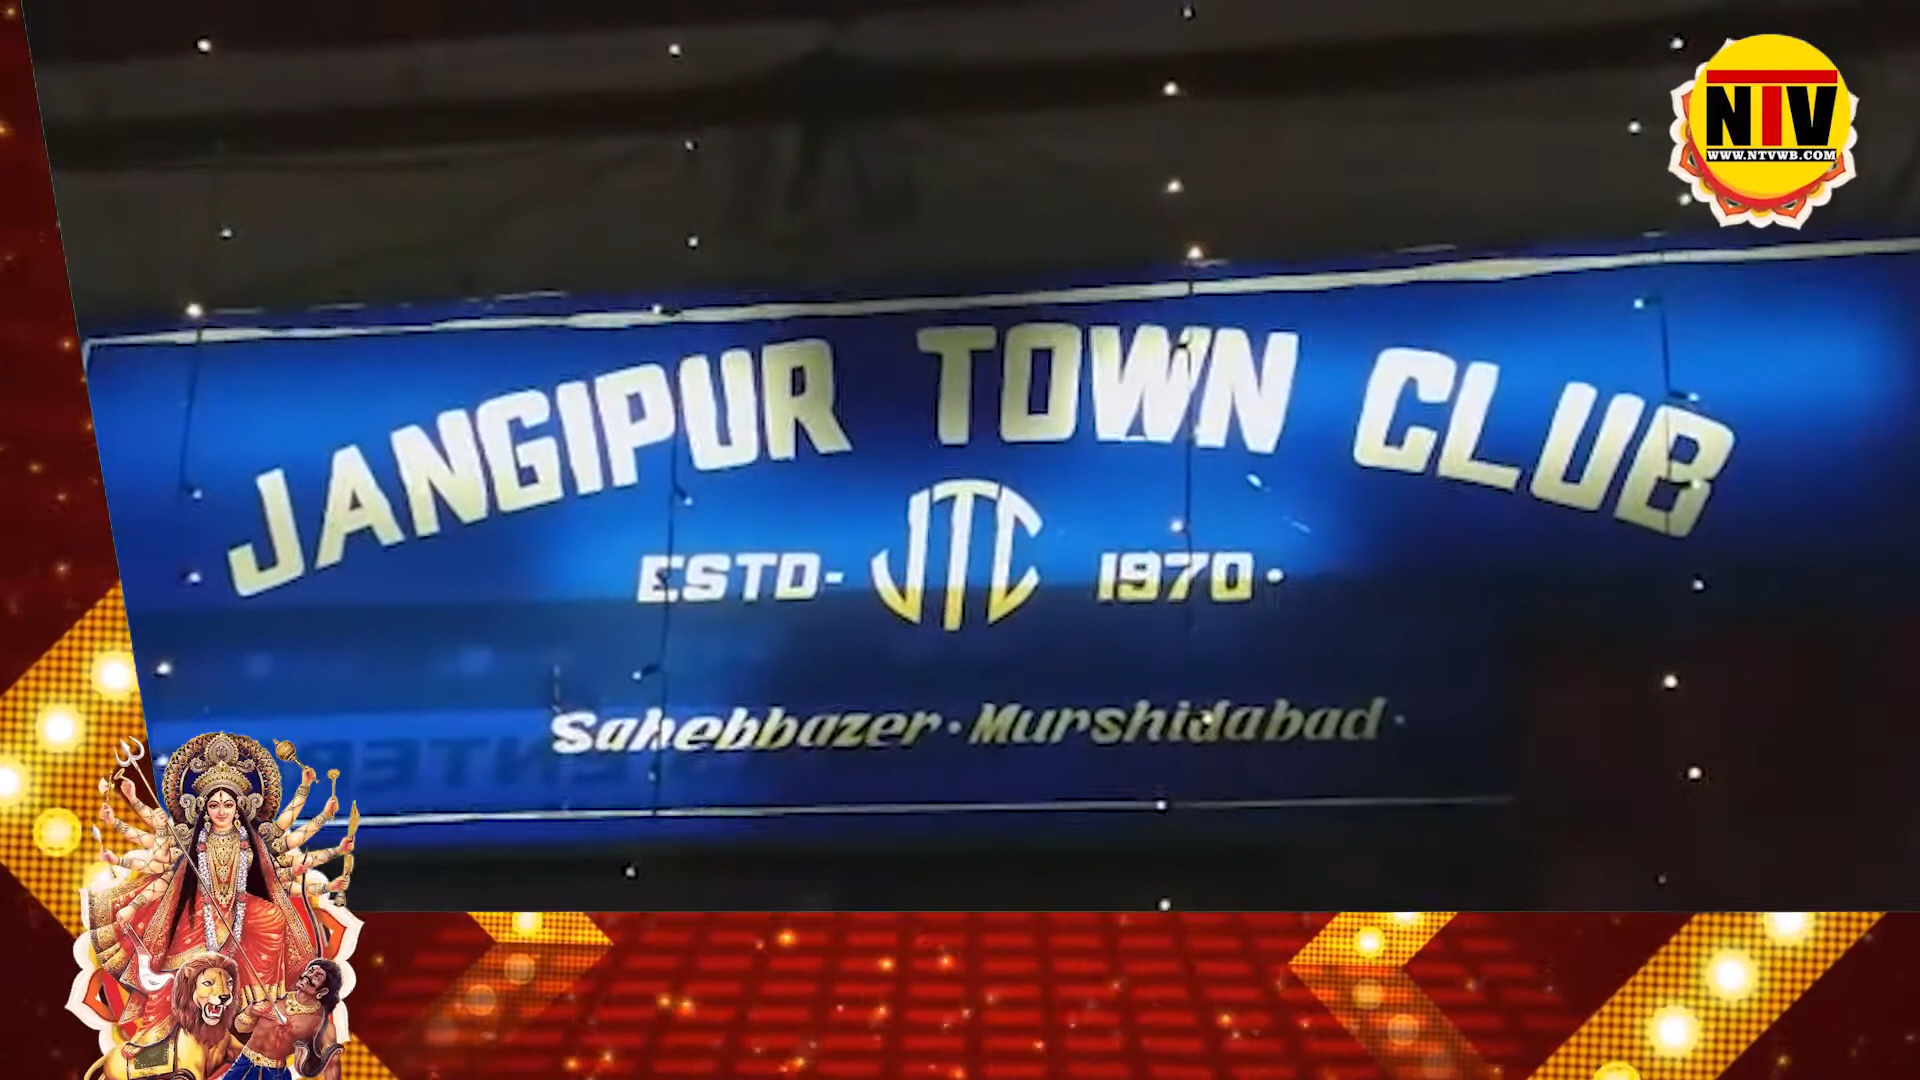 NTV
WWW.NTVWB.COM
JANGIPUR TOWN CLUB
ESTD- JTC 1970
Sahebbazer · Murshidabad